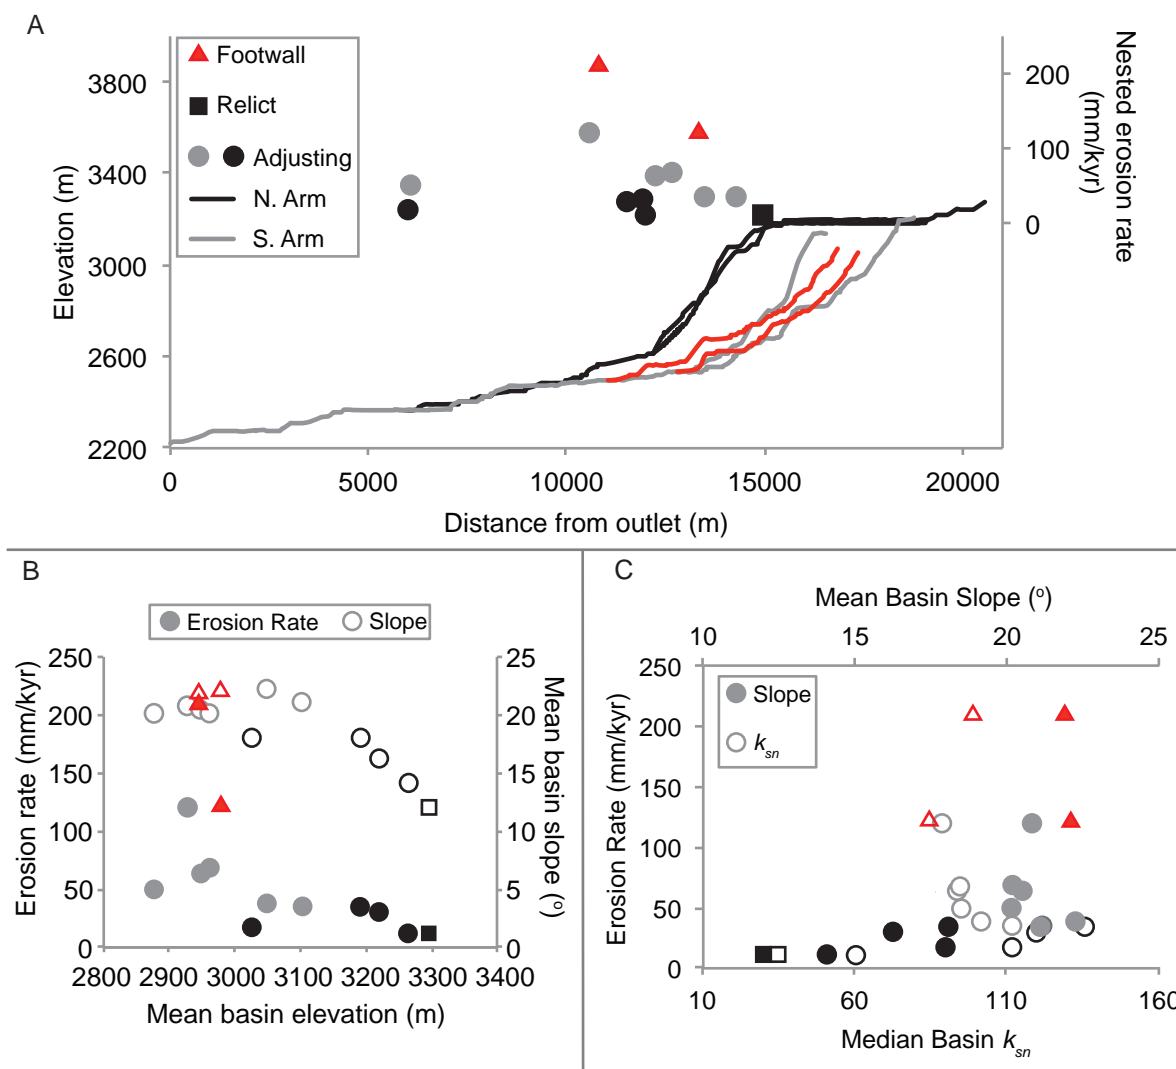 A
Footwall
Relict
Adjusting
N. Arm
S. Arm
3800
3400
3000
2600
2200
Elevation (m)
0
5000
10000
15000
20000
Distance from outlet (m)
200
100
0
Nested erosion rate
(mm/kyr)
B
Erosion Rate
Slope
250
200
150
100
50
0
Erosion rate (mm/kyr)
25
20
15
10
5
0
Mean basin slope (o)
2800
2900
3000
3100
3200
3300
3400
Mean basin elevation (m)
C
Mean Basin Slope (o)
10
15
20
25
Slope
ksn
250
200
150
100
50
0
Erosion Rate (mm/kyr)
10
60
110
160
Median Basin ksn